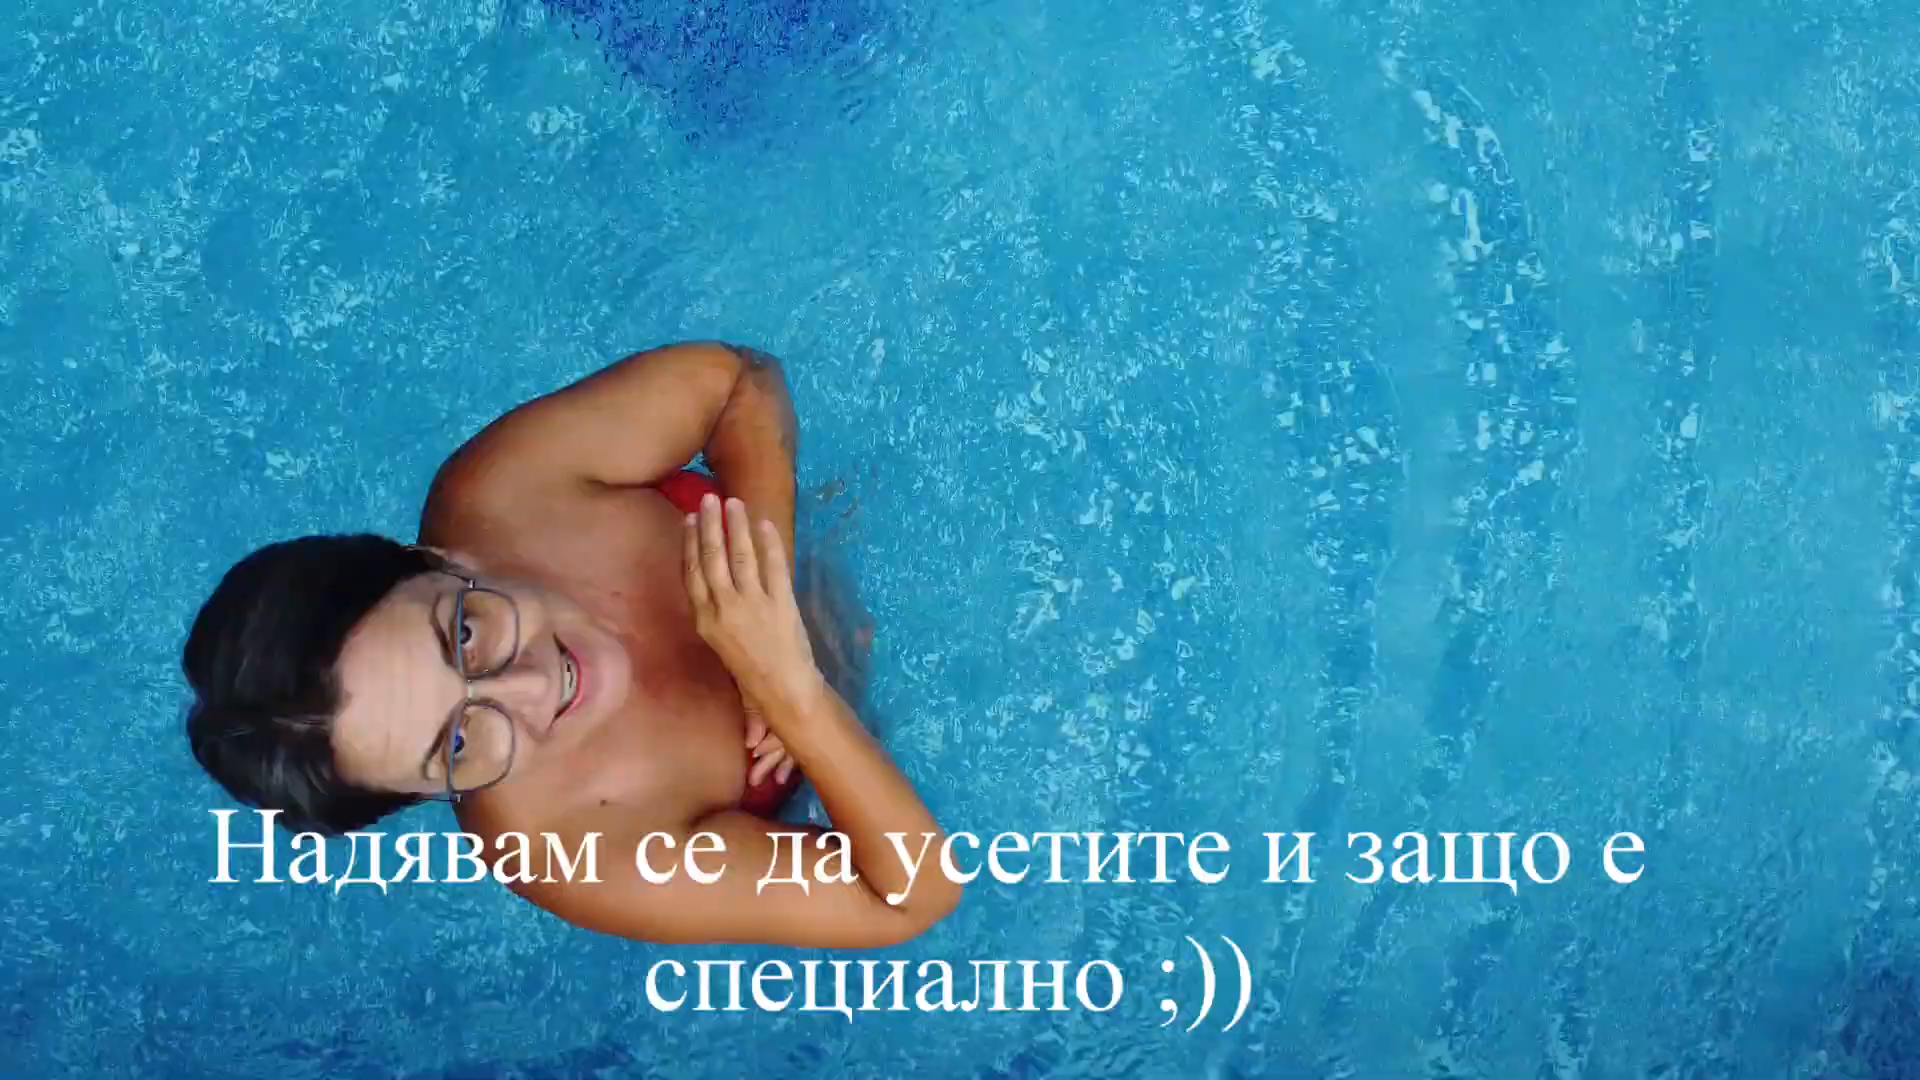 Надявам се да усетите и защо е
специално ;))